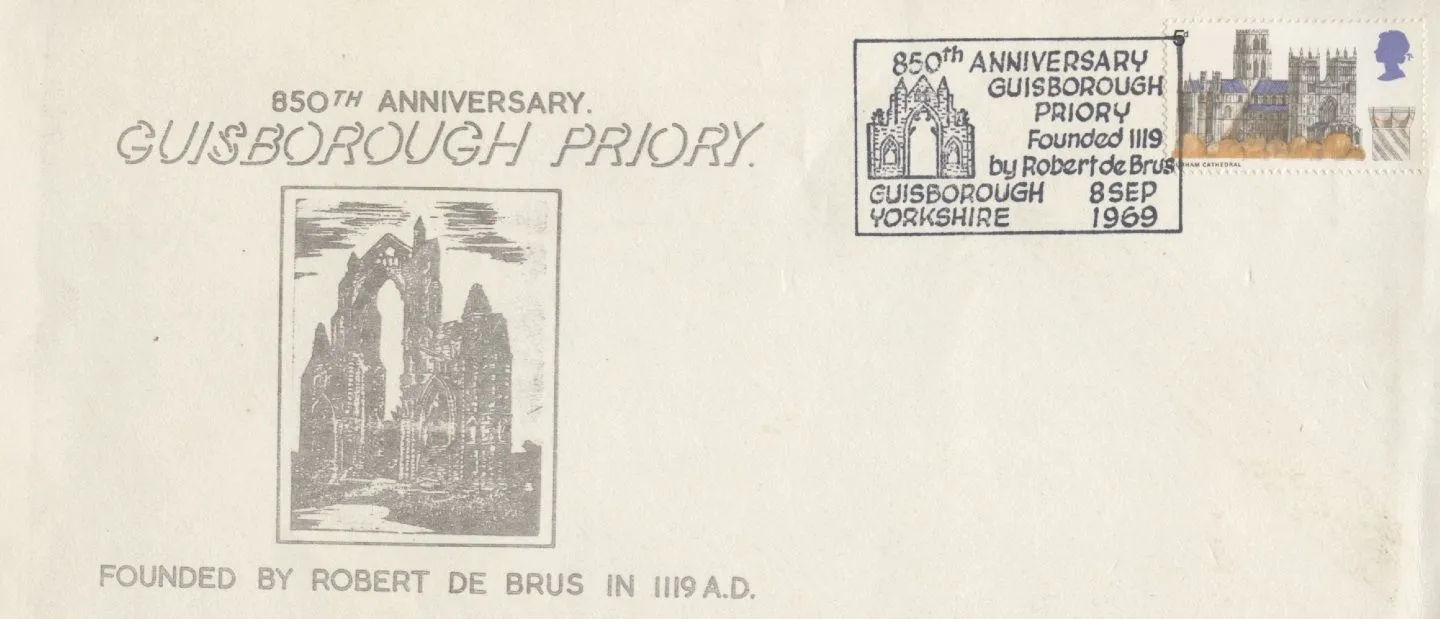 850TH ANNIVERSARY.
GUISBOROUGH PRIORY.
FOUNDED BY ROBERT DE BRUS IN 1119 A.D.
850th ANNIVERSARY
GUISBOROUGH
PRIORY
Founded 1119
by Robert de Brus
GUISBOROUGH 8 SEP
YORKSHIRE 1969
5d
CATHEDRAL